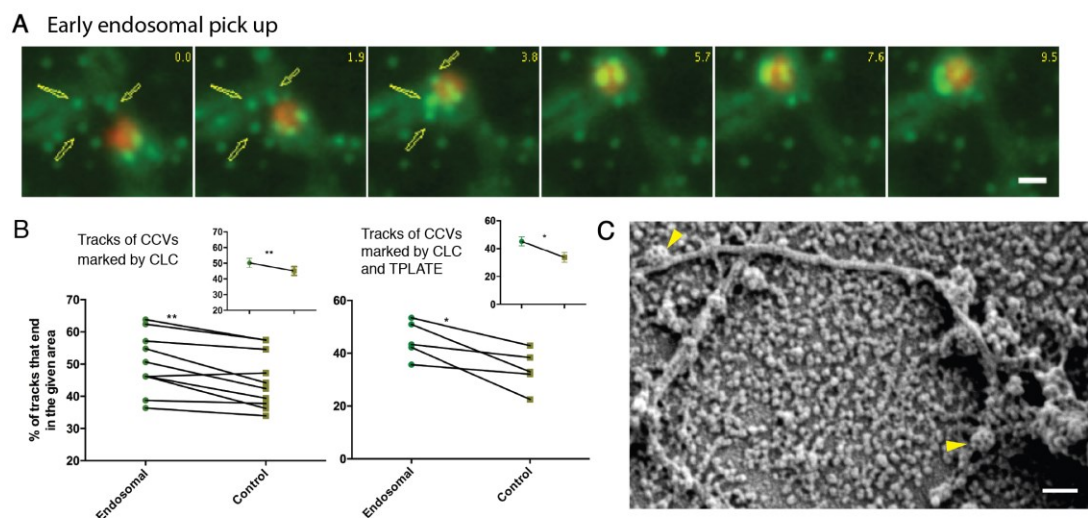 A Early endosomal pick up
0.0 1.9 3.8 5.7 7.6 9.5
B
Tracks of CCVs
marked by CLC
70
60
50
40
30
20
**
Tracks of CCVs
marked by CLC
and TPLATE
60
40
20
0
*
C
% of tracks that end
in the given area
70
60
50
40
30
20
**
Endosomal
Control
60
40
20
0
*
Endosomal
Control